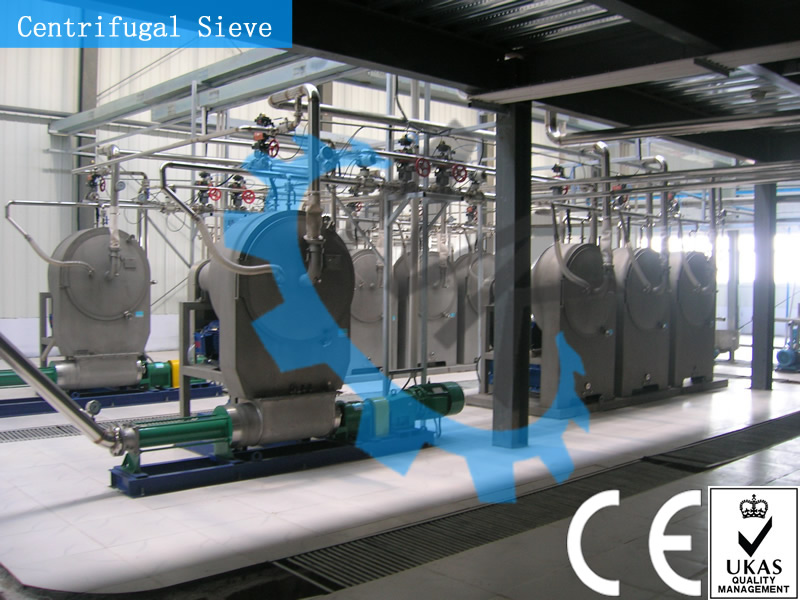 Centrifugal Sieve
CE
UKAS
QUALITY
MANAGEMENT